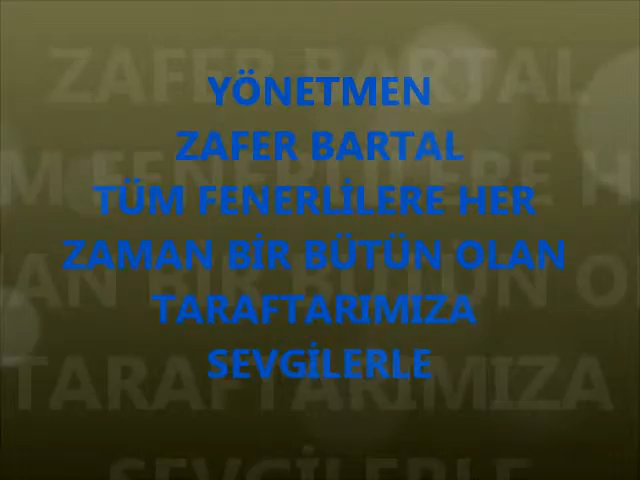 YÖNETMEN
ZAFER BARTAL
TÜM FENERLİLERE HER
ZAMAN BİR BÜTÜN OLAN
TARAFTARIMIZA
SEVGİLERLE